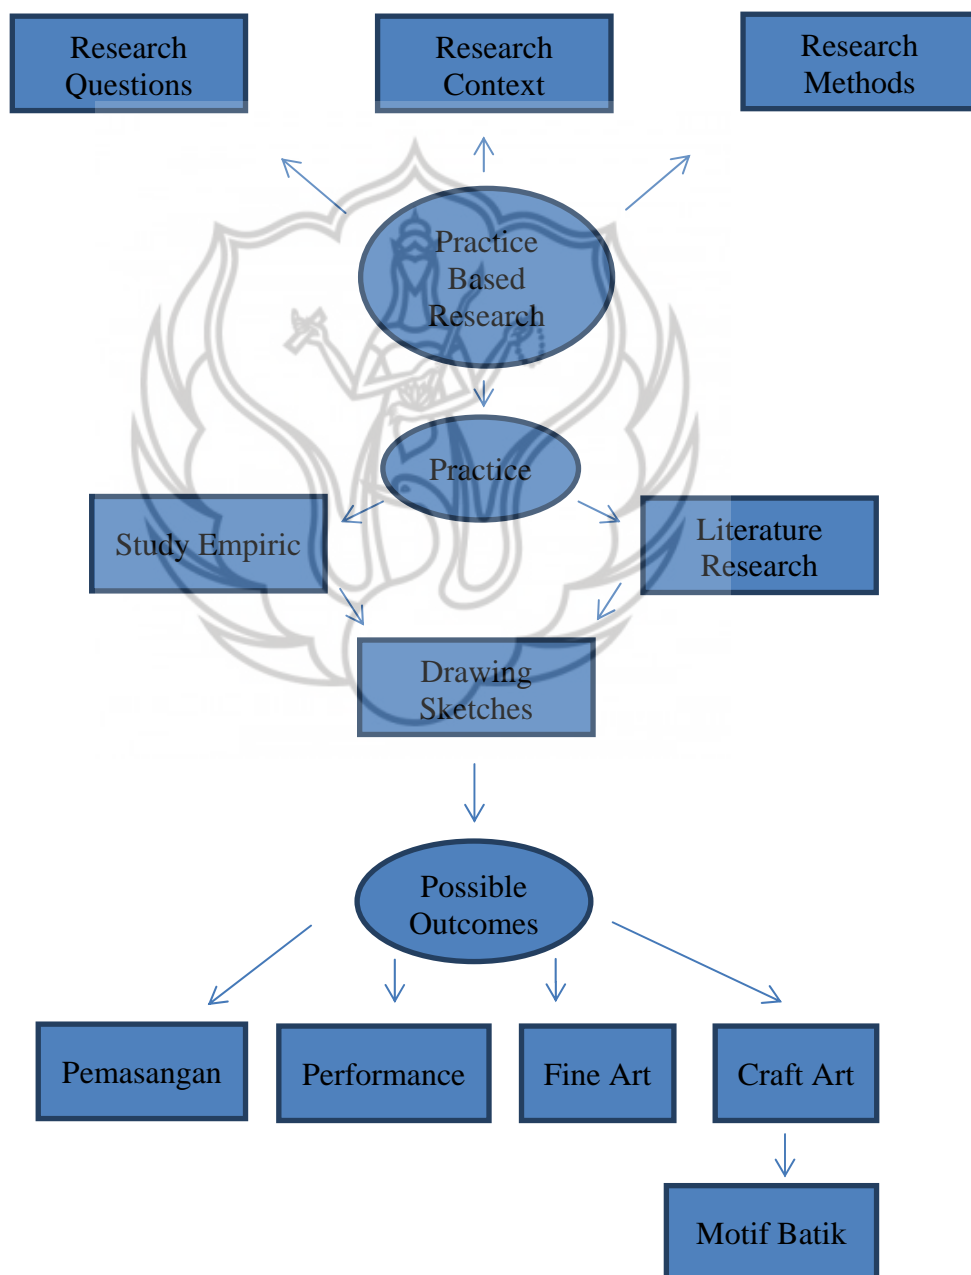 Research
Questions
Research
Context
Research
Methods
Practice
Based
Research
Practice
Study Empiric
Literature
Research
Drawing
Sketches
Possible
Outcomes
Pemasangan
Performance
Fine Art
Craft Art
Motif Batik